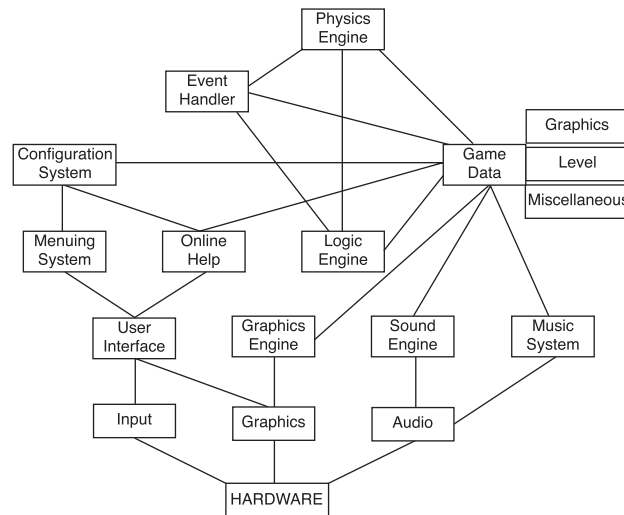 Physics
Engine
Event
Handler
Graphics
Configuration
System
Game
Data
Level
Miscellaneous
Menuing
System
Online
Help
Logic
Engine
User
Interface
Graphics
Engine
Sound
Engine
Music
System
Input
Graphics
Audio
HARDWARE